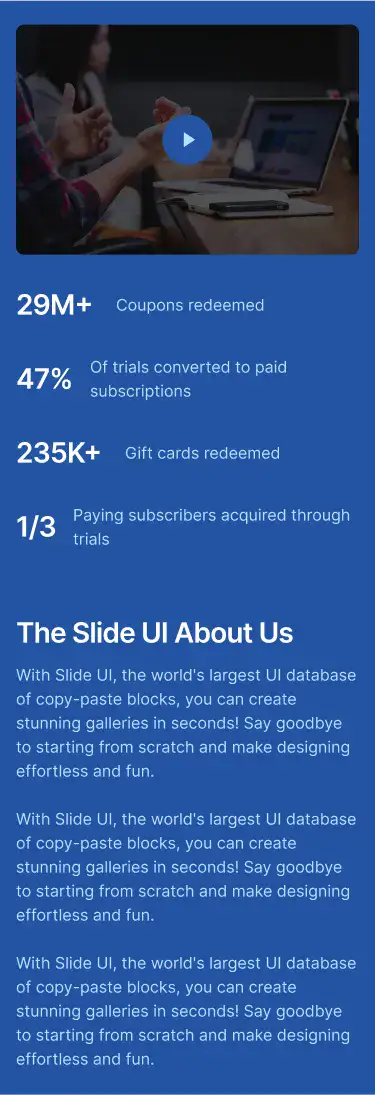 29M+ Coupons redeemed
47% Of trials converted to paid
subscriptions
235K+ Gift cards redeemed
1/3 Paying subscribers acquired through
trials
The Slide UI About Us
With Slide UI, the world's largest UI database
of copy-paste blocks, you can create
stunning galleries in seconds! Say goodbye
to starting from scratch and make designing
effortless and fun.
With Slide UI, the world's largest UI database
of copy-paste blocks, you can create
stunning galleries in seconds! Say goodbye
to starting from scratch and make designing
effortless and fun.
With Slide UI, the world's largest UI database
of copy-paste blocks, you can create
stunning galleries in seconds! Say goodbye
to starting from scratch and make designing
effortless and fun.